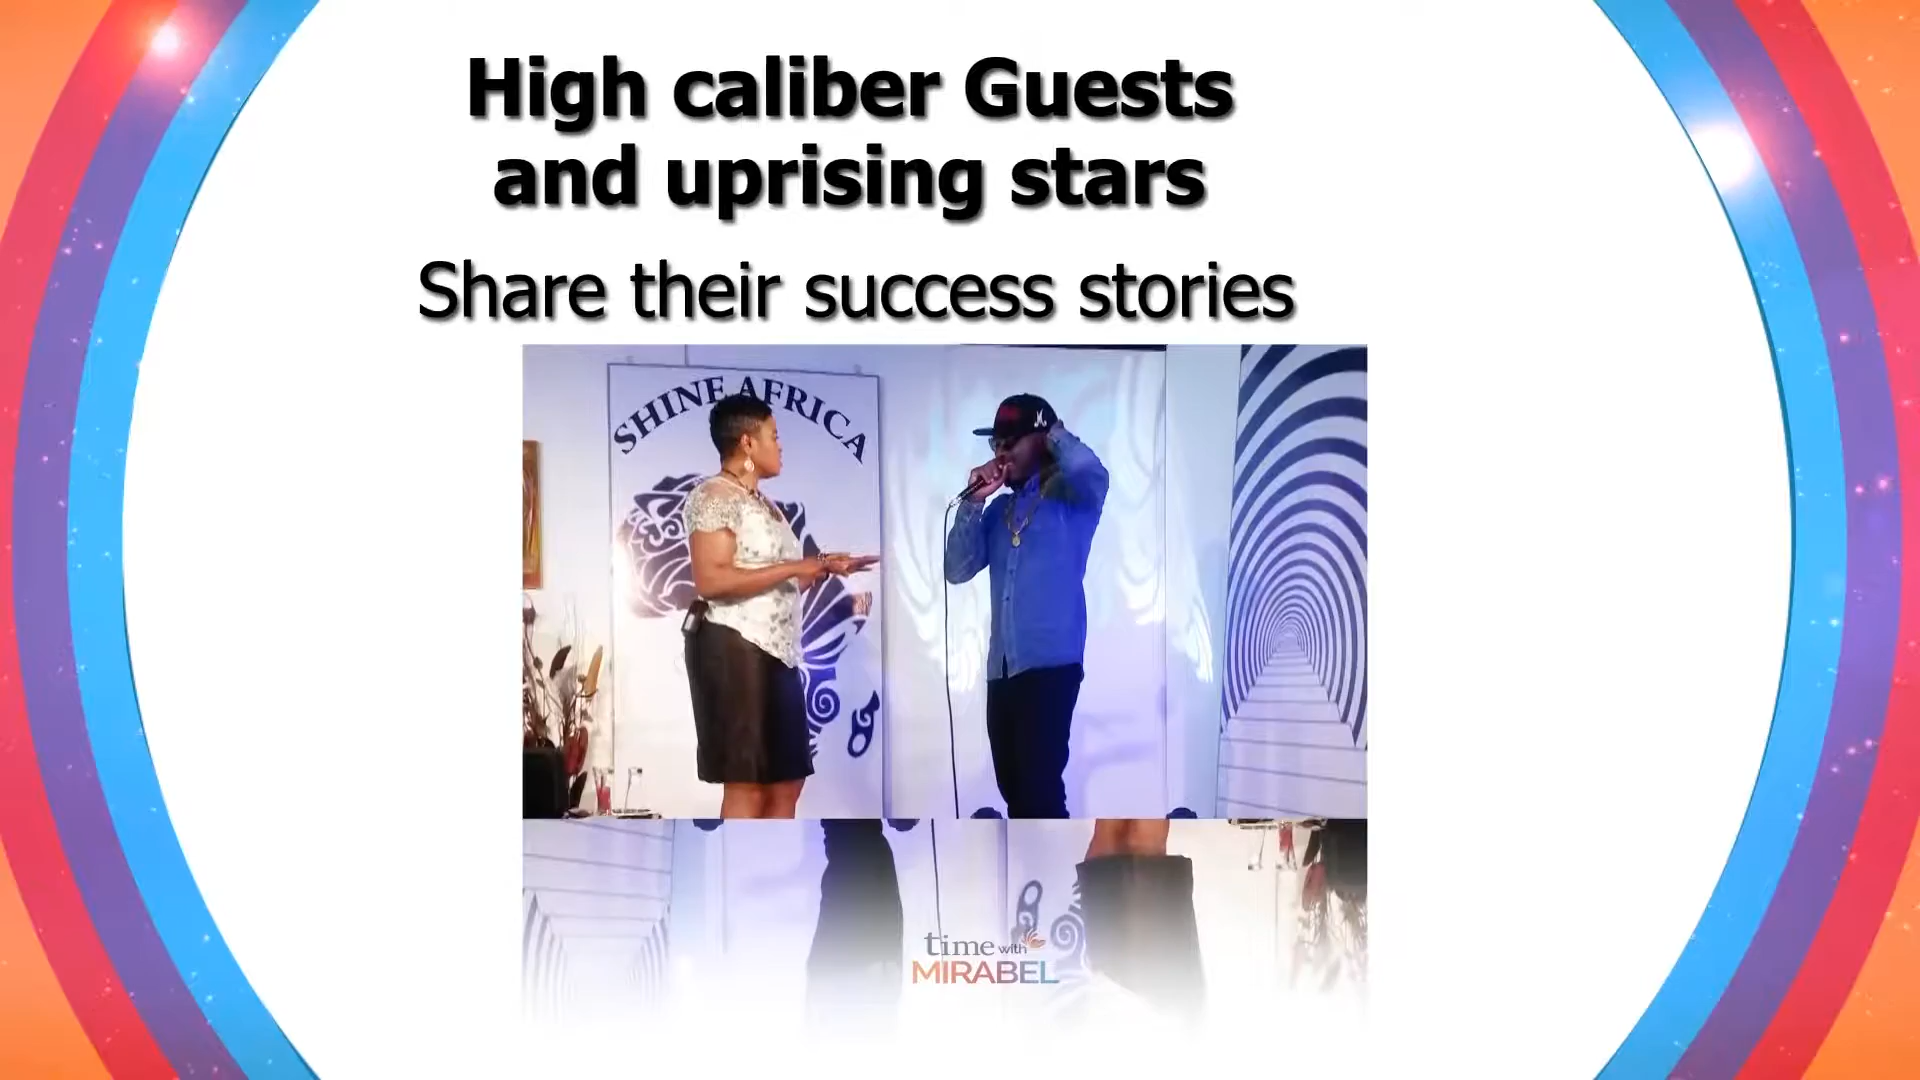 High caliber Guests
and uprising stars
Share their success stories
SHINE AFRICA
time with
MIRABEL